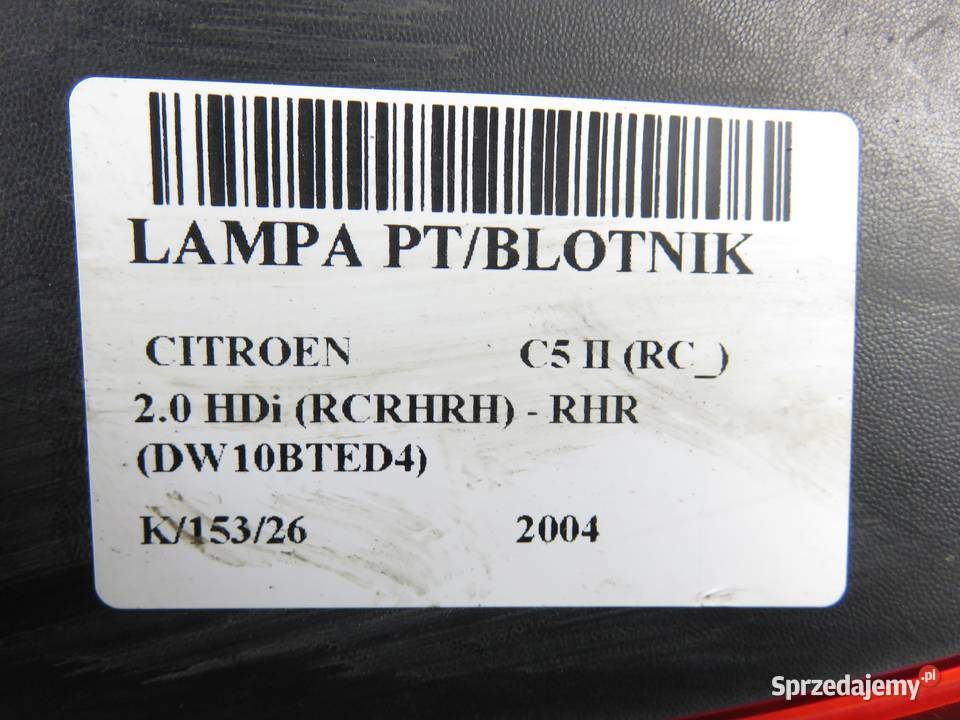 LAMPA PT/BLOTNIK
CITROEN C5 II (RC_)
2.0 HDi (RCRHRH) - RHR
(DW10BTED4)
K/153/26 2004
Sprzedajemy.pl